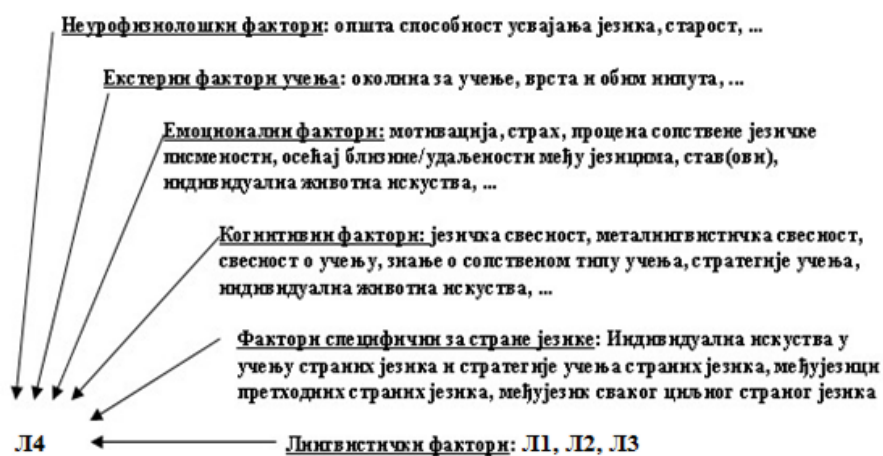 Неурофизиолошки фактори: општа способност усвајања језика, старост, ...
Екстерни фактори учења: околина за учење, врста и обим инпута, ...
Емоционални фактори: мотивација, страх, процена сопствене језичке
писмености, осећај близине/удаљености међу језицима, став(ови),
индивидуална животна искуства, ...
Когнитивни фактори: језичка свесност, металингвистичка свесност,
свесност о учењу, знање о сопственом типу учења, стратегије учења,
индивидуална животна искуства, ...
Фактори специфични за стране језике: Индивидуална искуства у
учењу страних језика и стратегије учења страних језика, међујезици
претходних страних језика, међујезик сваког циљног страног језика
Л4
Лингвистички фактори: Л1, Л2, Л3